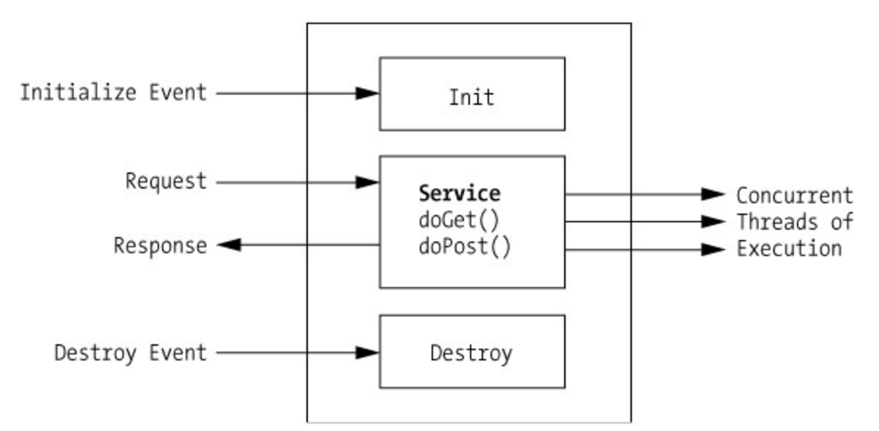 Initialize Event
Init
Request
Service
doGet()
doPost()
Response
Concurrent
Threads of
Execution
Destroy Event
Destroy